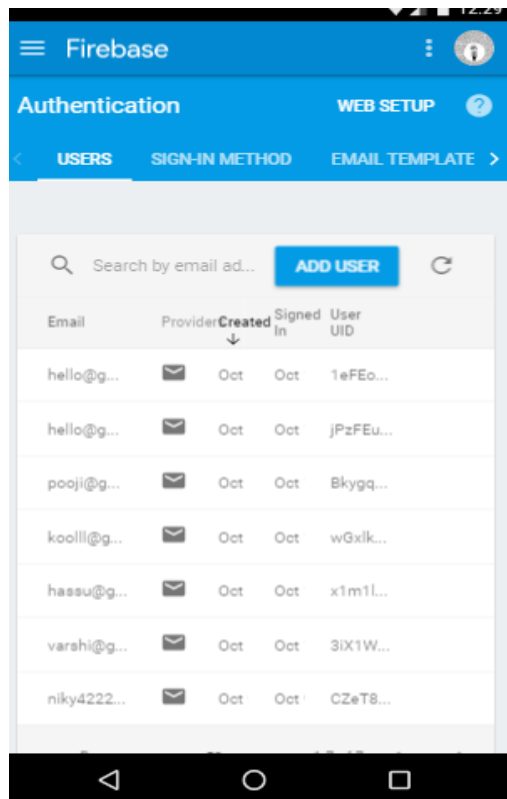 12:29
Firebase
Authentication WEB SETUP ?
USERS SIGN-IN METHOD EMAIL TEMPLATE
Search by email ad... ADD USER
Email Provider Created Signed In User UID
hello@g... Oct Oct 1eFEo...
hello@g... Oct Oct jPzFEu...
pooji@g... Oct Oct Bkygq...
koolll@g... Oct Oct wGxlk...
hassu@g... Oct Oct x1m1l...
varshi@g... Oct Oct 3iX1W...
niky4222... Oct Oct CZeT8...